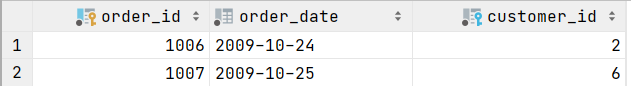 order_id order_date customer_id
1 1006 2009-10-24 2
2 1007 2009-10-25 6